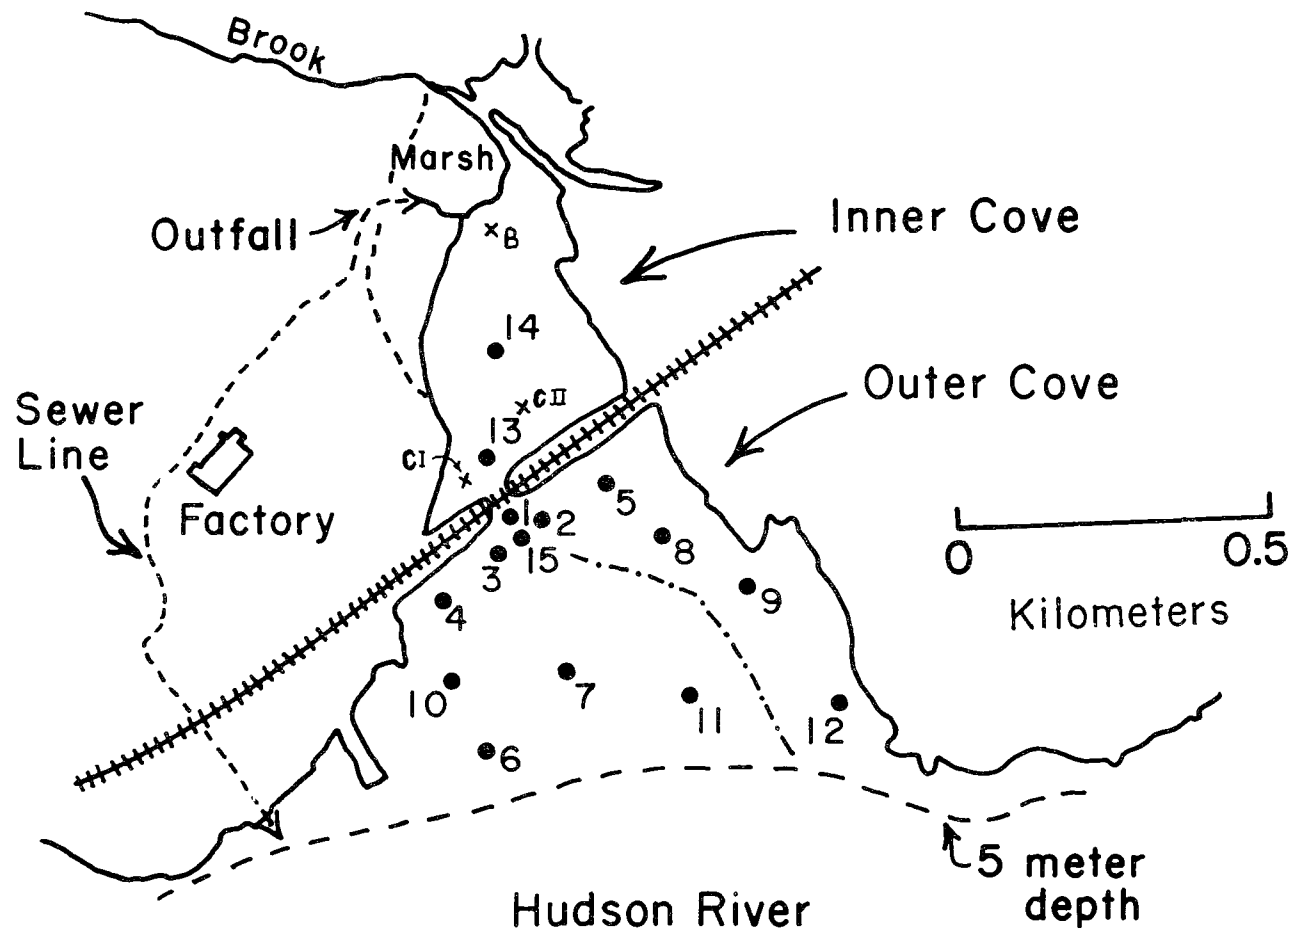 Brook
Marsh
Outfall
B
Inner Cove
14
Outer Cove
CII
Sewer
Line
13
CI
Factory
5
1
2
8
15
3
9
0
0.5
Kilometers
4
10
7
11
12
6
5 meter
depth
Hudson River